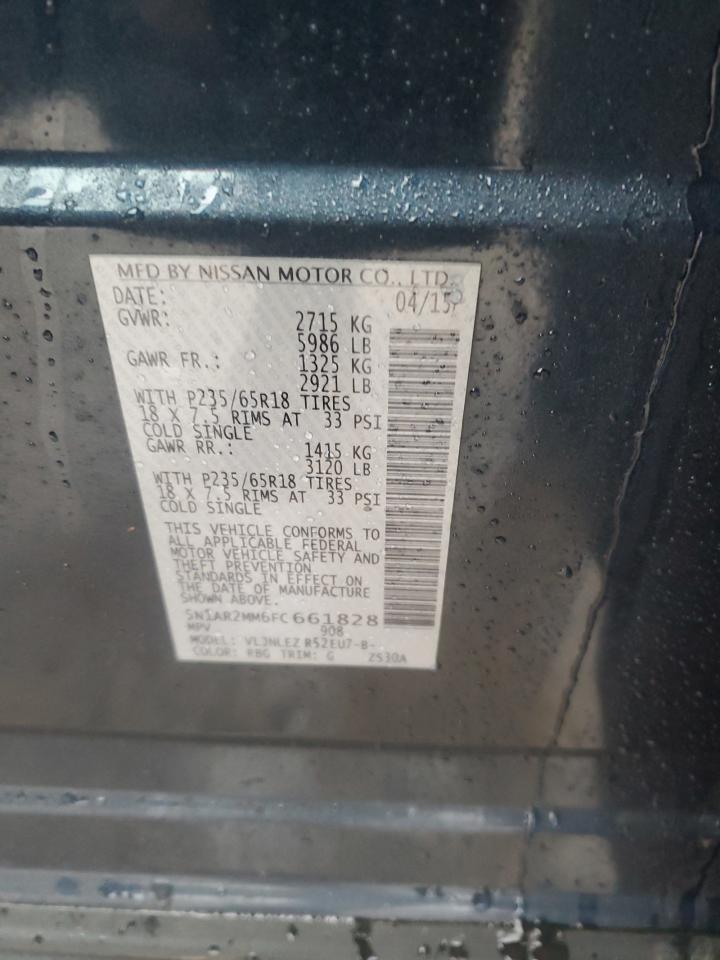 MFD BY NISSAN MOTOR CO., LTD.
DATE: 04/15
GVWR: 2715 KG
5986 LB
GAWR FR.: 1325 KG
2921 LB
WITH P235/65R18 TIRES
18 X 7.5 RIMS AT 33 PSI
COLD SINGLE
GAWR RR.: 1415 KG
3120 LB
WITH P235/65R18 TIRES
18 X 7.5 RIMS AT 33 PSI
COLD SINGLE
THIS VEHICLE CONFORMS TO
ALL APPLICABLE FEDERAL
MOTOR VEHICLE SAFETY AND
THEFT PREVENTION
STANDARDS IN EFFECT ON
THE DATE OF MANUFACTURE
SHOWN ABOVE.
5N1AR2MM6FC661828
MPV 908
MODEL: VLJNLEZ R52EU7-B-
COLOR: RBG TRIM: G ZS30A